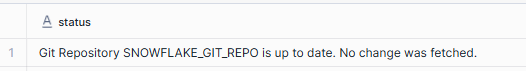 A status
1 Git Repository SNOWFLAKE_GIT_REPO is up to date. No change was fetched.